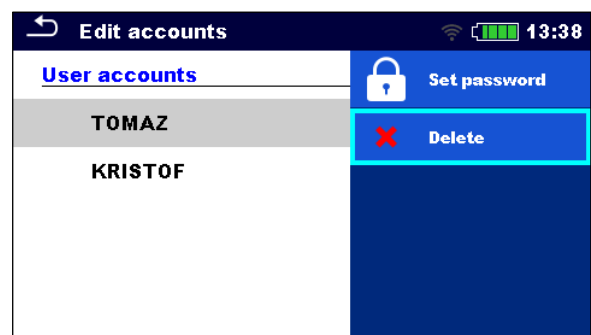 Edit accounts
13:38
User accounts
Set password
TOMAZ
Delete
KRISTOF